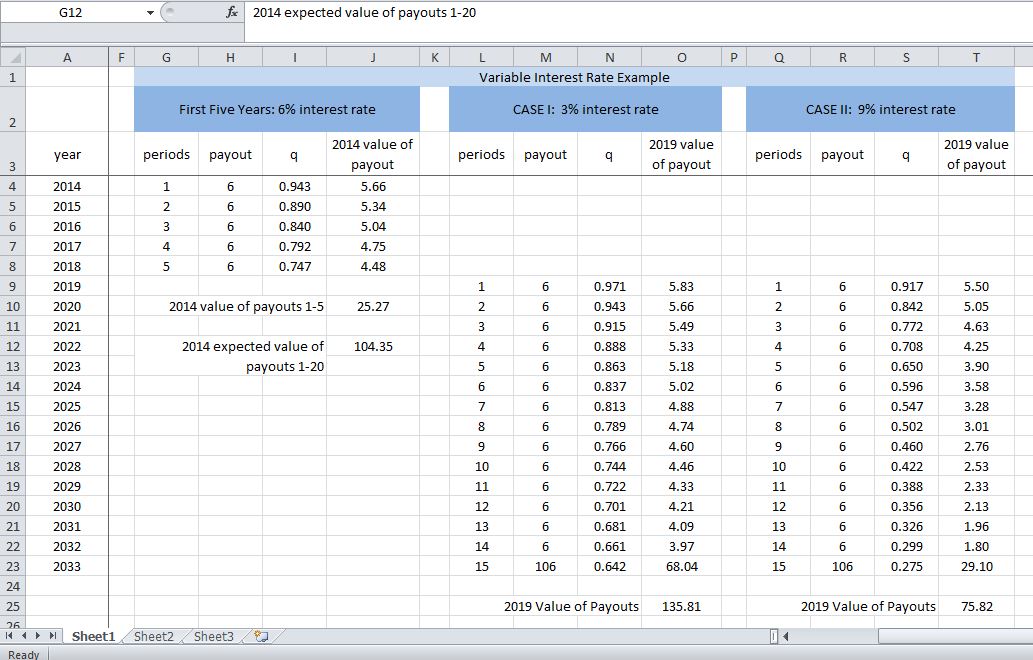 G12 fx 2014 expected value of payouts 1-20
A F G H I J K L M N O P Q R S T
1 Variable Interest Rate Example
2 First Five Years: 6% interest rate CASE I: 3% interest rate CASE II: 9% interest rate
3 year periods payout q 2014 value of payout periods payout q 2019 value of payout periods payout q 2019 value of payout
4 2014 1 6 0.943 5.66
5 2015 2 6 0.890 5.34
6 2016 3 6 0.840 5.04
7 2017 4 6 0.792 4.75
8 2018 5 6 0.747 4.48
9 2019 1 6 0.971 5.83 1 6 0.917 5.50
10 2020 2014 value of payouts 1-5 25.27 2 6 0.943 5.66 2 6 0.842 5.05
11 2021 3 6 0.915 5.49 3 6 0.772 4.63
12 2022 2014 expected value of 104.35 4 6 0.888 5.33 4 6 0.708 4.25
13 2023 payouts 1-20 5 6 0.863 5.18 5 6 0.650 3.90
14 2024 6 6 0.837 5.02 6 6 0.596 3.58
15 2025 7 6 0.813 4.88 7 6 0.547 3.28
16 2026 8 6 0.789 4.74 8 6 0.502 3.01
17 2027 9 6 0.766 4.60 9 6 0.460 2.76
18 2028 10 6 0.744 4.46 10 6 0.422 2.53
19 2029 11 6 0.722 4.33 11 6 0.388 2.33
20 2030 12 6 0.701 4.21 12 6 0.356 2.13
21 2031 13 6 0.681 4.09 13 6 0.326 1.96
22 2032 14 6 0.661 3.97 14 6 0.299 1.80
23 2033 15 106 0.642 68.04 15 106 0.275 29.10
24
25 2019 Value of Payouts 135.81 2019 Value of Payouts 75.82
26
Sheet1 Sheet2 Sheet3
Ready